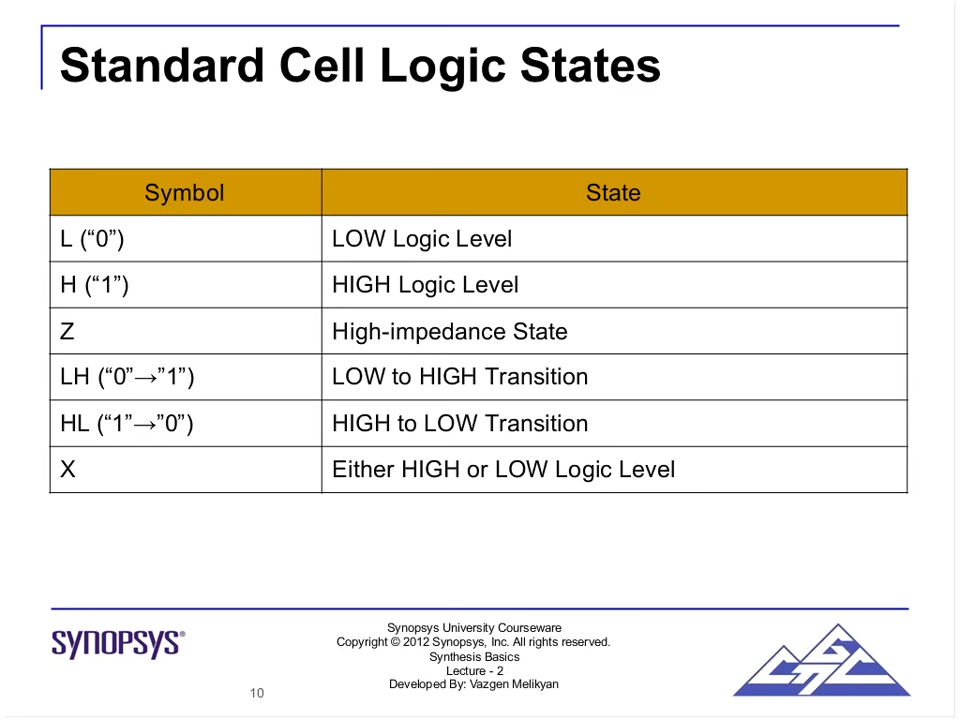 Standard Cell Logic States
Symbol State
L (“0”) LOW Logic Level
H (“1”) HIGH Logic Level
Z High-impedance State
LH (“0”→”1”) LOW to HIGH Transition
HL (“1”→”0”) HIGH to LOW Transition
X Either HIGH or LOW Logic Level
SYNOPSYS®
Synopsys University Courseware
Copyright © 2012 Synopsys, Inc. All rights reserved.
Synthesis Basics
Lecture - 2
Developed By: Vazgen Melikyan
10